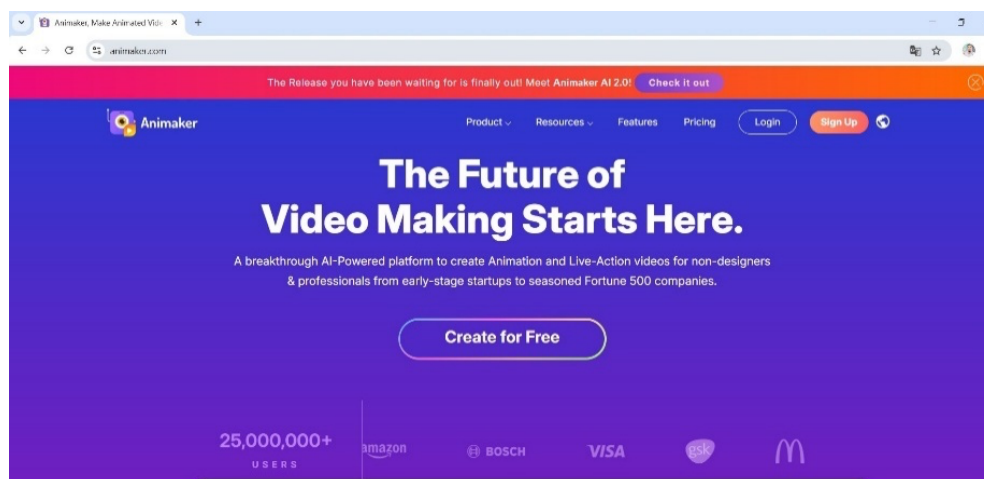 Animaker, Make Animated Vide
animaker.com
The Release you have been waiting for is finally out! Meet Animaker AI 2.0! Check it out
Animaker Product Resources Features Pricing Login Sign Up
The Future of
Video Making Starts Here.
A breakthrough AI-Powered platform to create Animation and Live-Action videos for non-designers
& professionals from early-stage startups to seasoned Fortune 500 companies.
Create for Free
25,000,000+
USERS
amazon BOSCH VISA gsk